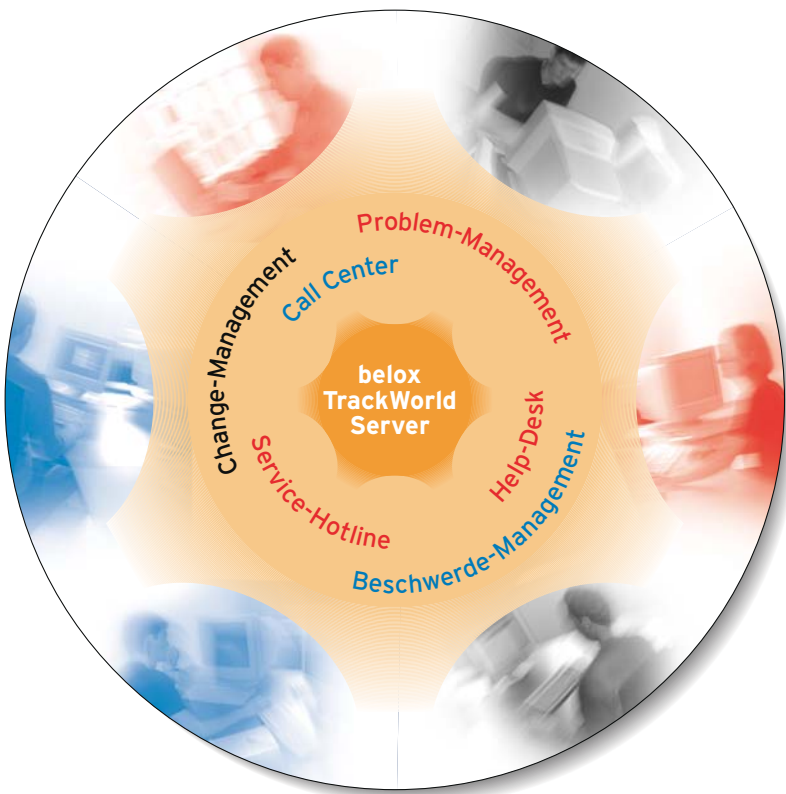 Problem-Management
Call Center
Change-Management
belox
TrackWorld
Server
Help-Desk
Service-Hotline
Beschwerde-Management